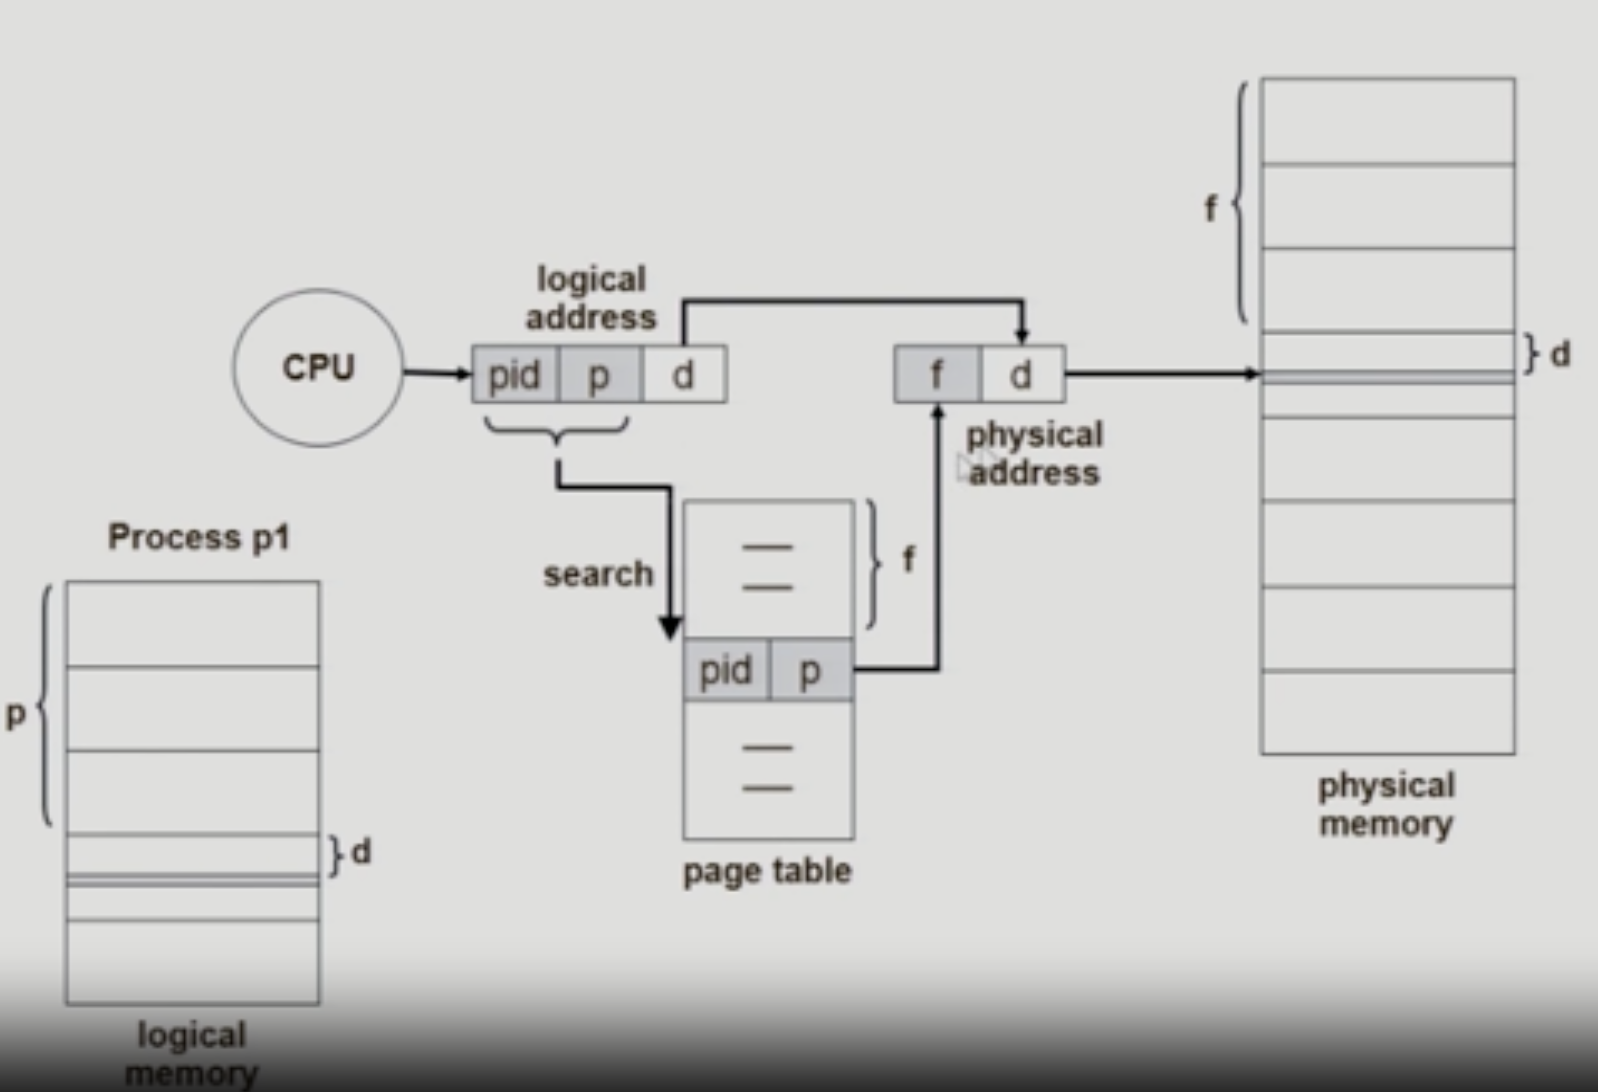 f
d
logical
address
CPU
pid p d
f d
physical
address
Process p1
search
f
pid p
p
d
page table
physical
memory
logical
memory